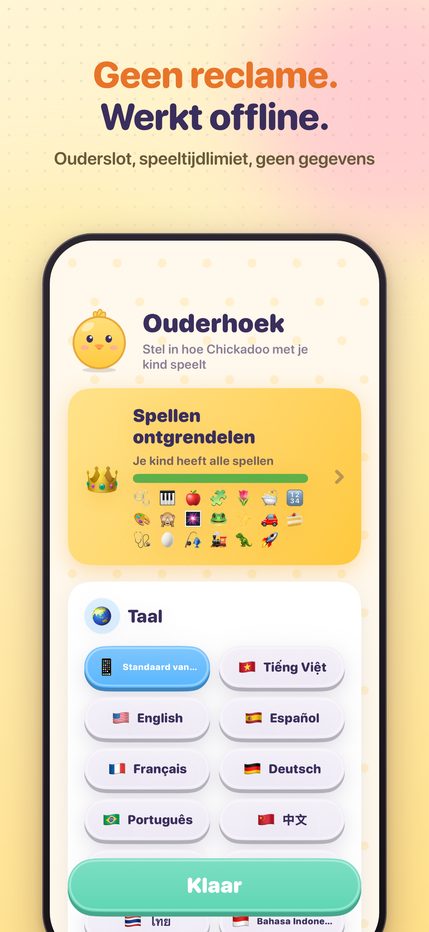 Geen reclame.
Werkt offline.
Ouderslot, speeltijdlimiet, geen gegevens
Ouderhoek
Stel in hoe Chickadoo met je
kind speelt
Spellen
ontgrendelen
Je kind heeft alle spellen
Taal
Standaard van...
Tiếng Việt
English
Español
Français
Deutsch
Português
中文
Klaar
ไทย
Bahasa Indone...